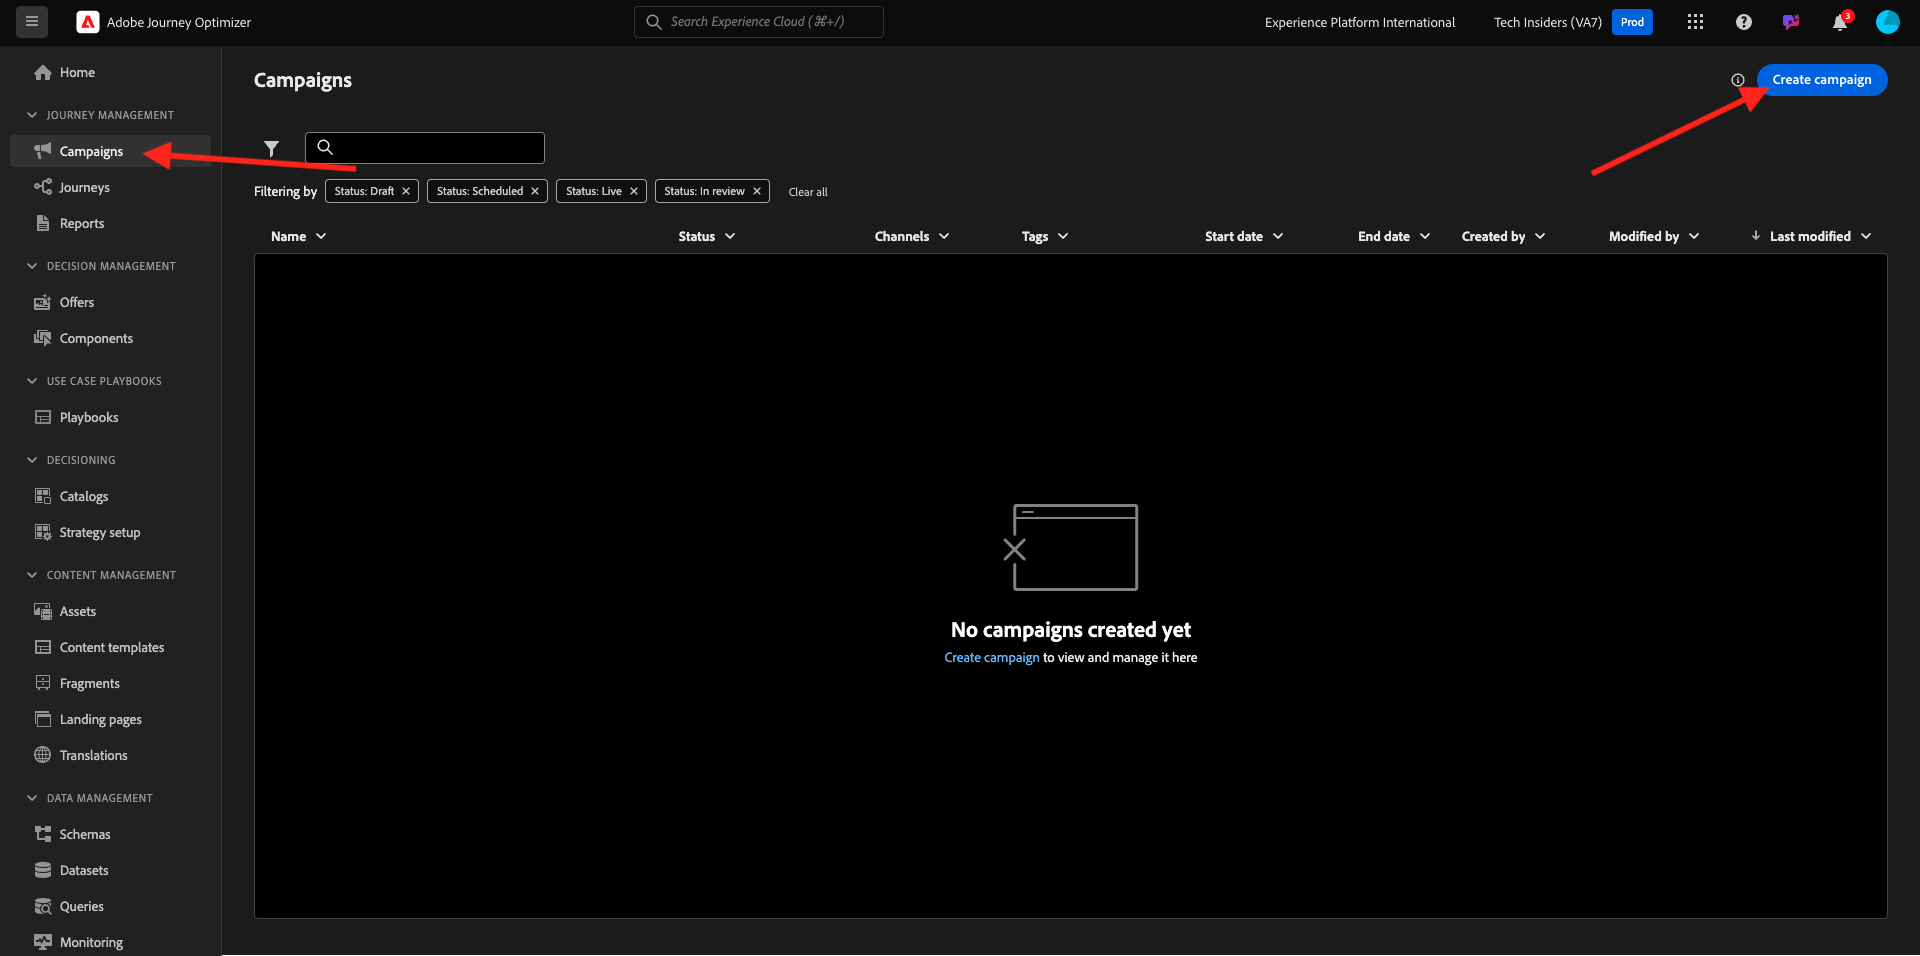 Adobe Journey Optimizer
Search Experience Cloud (⌘+/)
Experience Platform International
Tech Insiders (VA7)
Prod
3
Home
JOURNEY MANAGEMENT
Campaigns
Journeys
Reports
DECISION MANAGEMENT
Offers
Components
USE CASE PLAYBOOKS
Playbooks
DECISIONING
Catalogs
Strategy setup
CONTENT MANAGEMENT
Assets
Content templates
Fragments
Landing pages
Translations
DATA MANAGEMENT
Schemas
Datasets
Queries
Monitoring
Campaigns
Create campaign
Filtering by
Status: Draft
Status: Scheduled
Status: Live
Status: In review
Clear all
Name
Status
Channels
Tags
Start date
End date
Created by
Modified by
Last modified
No campaigns created yet
Create campaign to view and manage it here